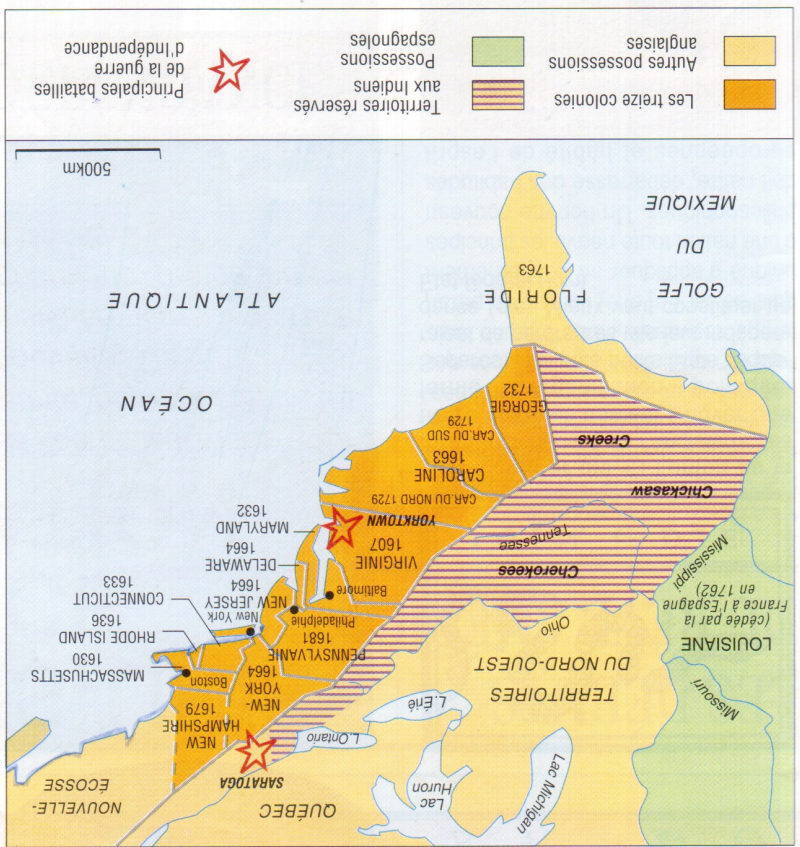 Lac Michigan
Lac
Huron
QUÉBEC
NOUVELLE-
ÉCOSSE
SARATOGA
Missouri
L.Érié
L.Ontario
NEW
HAMPSHIRE
1679
TERRITOIRES
DU NORD-OUEST
NEW-
YORK
1664
Boston
MASSACHUSETTS
1630
LOUISIANE
(cédée par la
France à l'Espagne
en 1762)
Ohio
PENNSYLVANIE
1681
Philadelphie
New York
RHODE ISLAND
1636
CONNECTICUT
1633
Mississippi
Cherokees
Tennessee
Baltimore
VIRGINIE
1607
NEW JERSEY
1664
DELAWARE
1664
MARYLAND
1632
YORKTOWN
Chickasaw
Creeks
CAR.DU NORD 1729
CAROLINE
1663
CAR.DU SUD
1729
GÉORGIE
1732
OCÉAN
ATLANTIQUE
GOLFE
DU
MEXIQUE
FLORIDE
1763
500km
Les treize colonies
Autres possessions
anglaises
Territoires réservés
aux Indiens
Possessions
espagnoles
Principales batailles
de la guerre
d'Indépendance